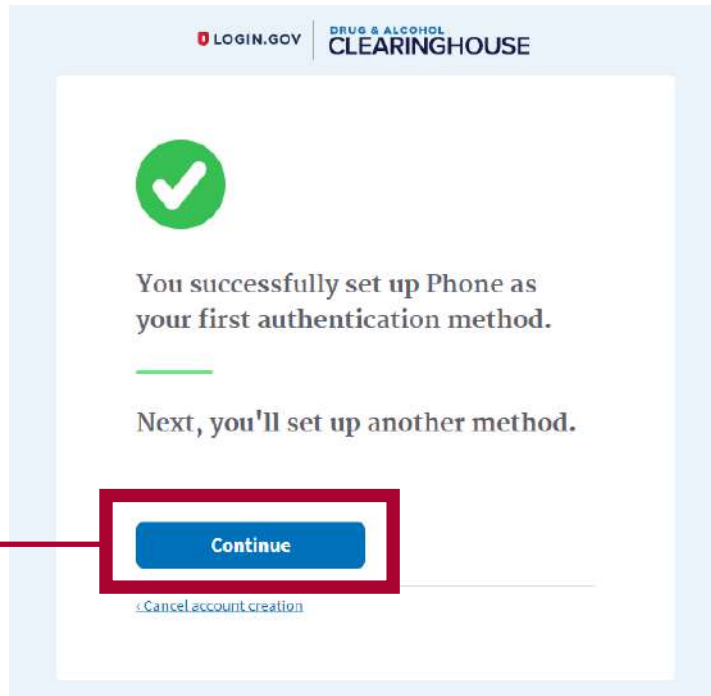 LOGIN.GOV
DRUG & ALCOHOL
CLEARINGHOUSE
You successfully set up Phone as
your first authentication method.
Next, you'll set up another method.
Continue
‹ Cancel account creation